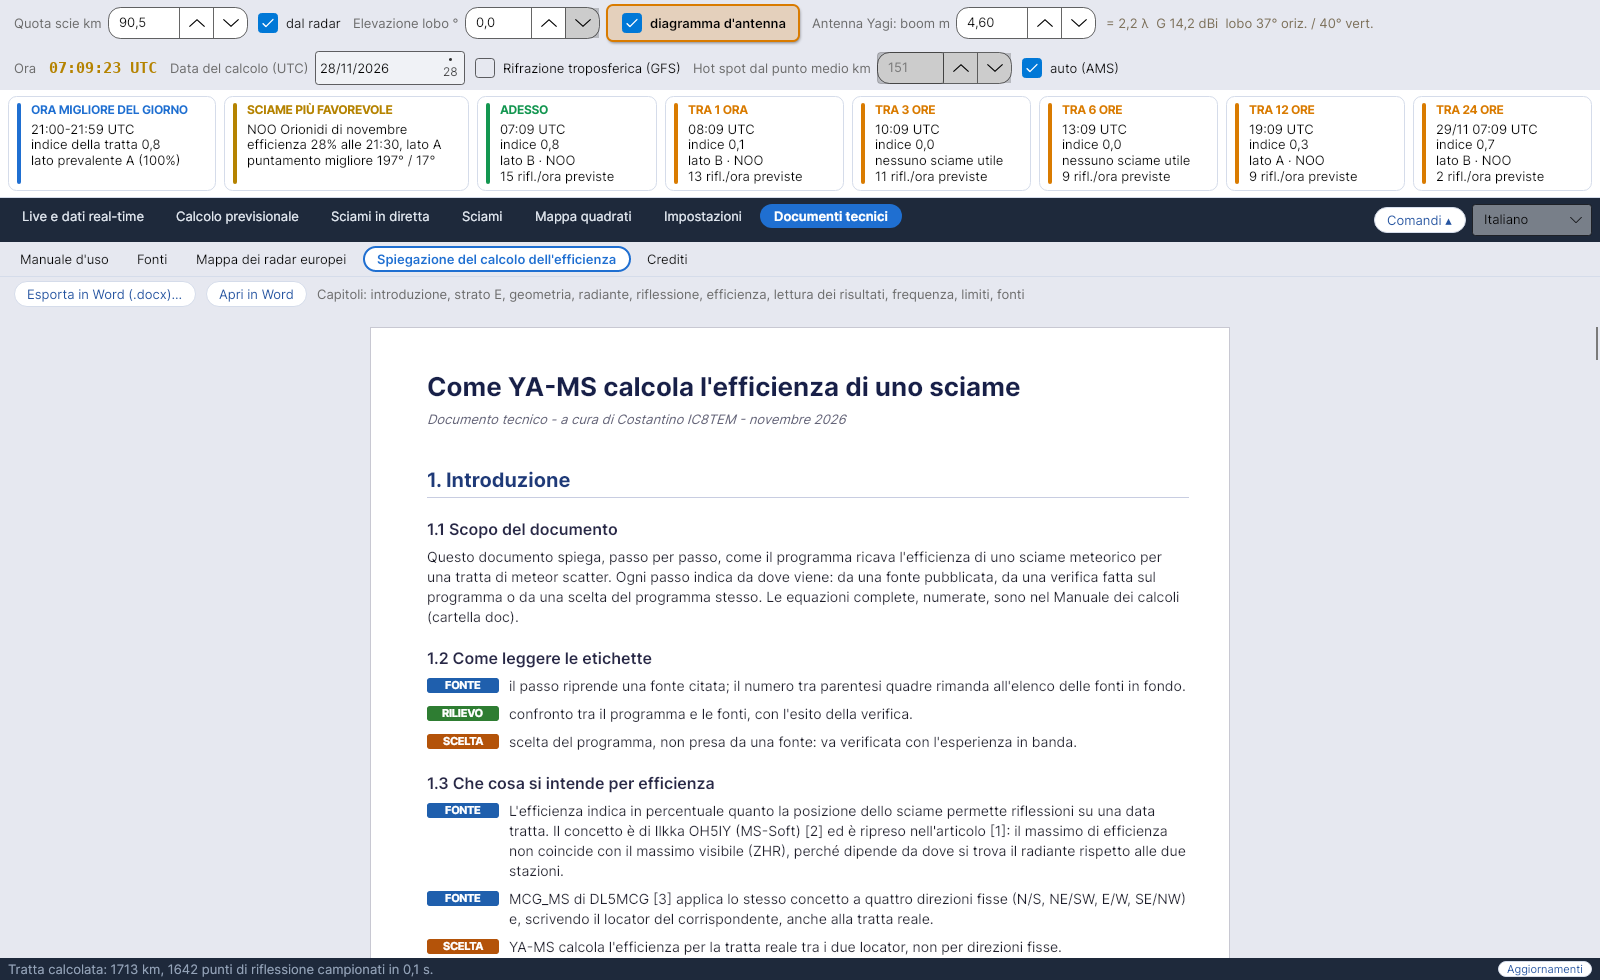 Quota scie km 90,5 dal radar Elevazione lobo ° 0,0 diagramma d'antenna Antenna Yagi: boom m 4,60 = 2,2 λ G 14,2 dBi lobo 37° oriz. / 40° vert.
Ora 07:09:23 UTC Data del calcolo (UTC) 28/11/2026 28 Rifrazione troposferica (GFS) Hot spot dal punto medio km 151 auto (AMS)
ORA MIGLIORE DEL GIORNO
21:00-21:59 UTC
indice della tratta 0,8
lato prevalente A (100%)
SCIAME PIÙ FAVOREVOLE
NOO Orionidi di novembre
efficienza 28% alle 21:30, lato A
puntamento migliore 197° / 17°
ADESSO
07:09 UTC
indice 0,8
lato B · NOO
15 rifl./ora previste
TRA 1 ORA
08:09 UTC
indice 0,1
lato B · NOO
13 rifl./ora previste
TRA 3 ORE
10:09 UTC
indice 0,0
nessuno sciame utile
11 rifl./ora previste
TRA 6 ORE
13:09 UTC
indice 0,0
nessuno sciame utile
9 rifl./ora previste
TRA 12 ORE
19:09 UTC
indice 0,3
lato A · NOO
9 rifl./ora previste
TRA 24 ORE
29/11 07:09 UTC
indice 0,7
lato B · NOO
2 rifl./ora previste
Live e dati real-time Calcolo previsionale Sciami in diretta Sciami Mappa quadrati Impostazioni Documenti tecnici Comandi ▴ Italiano
Manuale d'uso Fonti Mappa dei radar europei Spiegazione del calcolo dell'efficienza Crediti
Esporta in Word (.docx)... Apri in Word Capitoli: introduzione, strato E, geometria, radiante, riflessione, efficienza, lettura dei risultati, frequenza, limiti, fonti
Come YA-MS calcola l'efficienza di uno sciame
Documento tecnico - a cura di Costantino IC8TEM - novembre 2026
1. Introduzione
1.1 Scopo del documento
Questo documento spiega, passo per passo, come il programma ricava l'efficienza di uno sciame meteorico per
una tratta di meteor scatter. Ogni passo indica da dove viene: da una fonte pubblicata, da una verifica fatta sul
programma o da una scelta del programma stesso. Le equazioni complete, numerate, sono nel Manuale dei calcoli
(cartella doc).
1.2 Come leggere le etichette
FONTE il passo riprende una fonte citata; il numero tra parentesi quadre rimanda all'elenco delle fonti in fondo.
RILIEVO confronto tra il programma e le fonti, con l'esito della verifica.
SCELTA scelta del programma, non presa da una fonte: va verificata con l'esperienza in banda.
1.3 Che cosa si intende per efficienza
FONTE L'efficienza indica in percentuale quanto la posizione dello sciame permette riflessioni su una data
tratta. Il concetto è di Ilkka OH5IY (MS-Soft) [2] ed è ripreso nell'articolo [1]: il massimo di efficienza
non coincide con il massimo visibile (ZHR), perché dipende da dove si trova il radiante rispetto alle due
stazioni.
FONTE MCG_MS di DL5MCG [3] applica lo stesso concetto a quattro direzioni fisse (N/S, NE/SW, E/W, SE/NW)
e, scrivendo il locator del corrispondente, anche alla tratta reale.
SCELTA YA-MS calcola l'efficienza per la tratta reale tra i due locator, non per direzioni fisse.
Tratta calcolata: 1713 km, 1642 punti di riflessione campionati in 0,1 s. Aggiornamenti